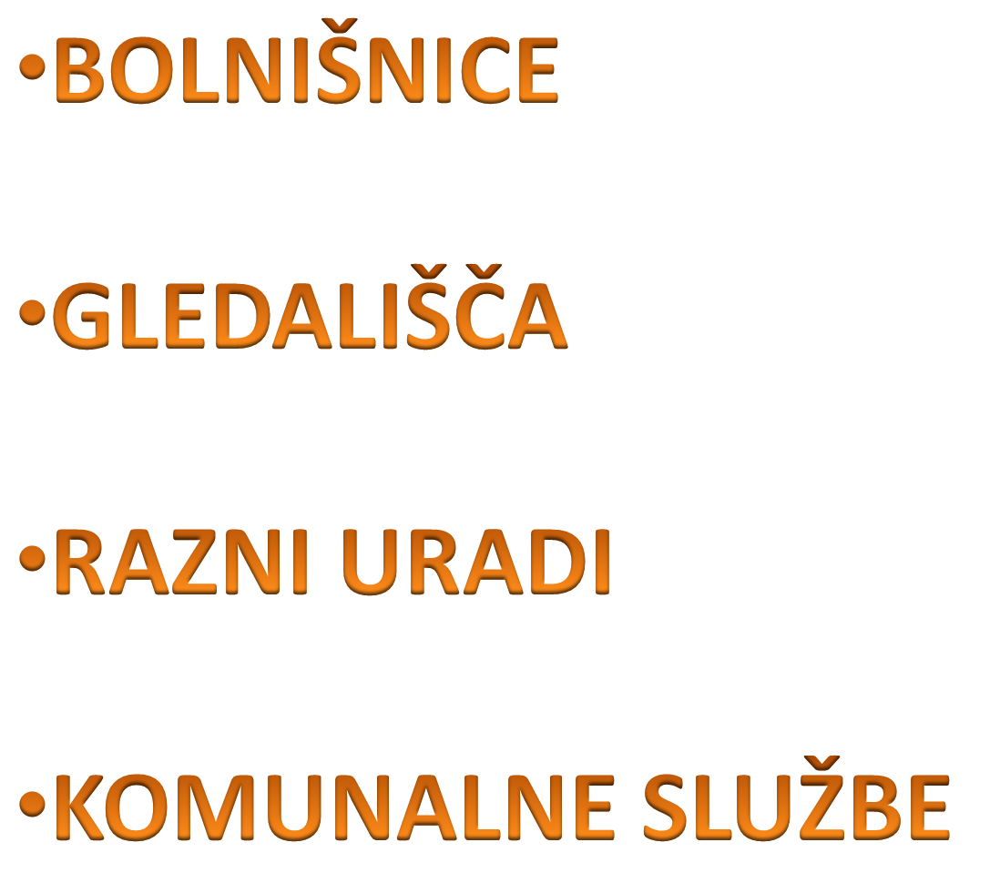 •BOLNIŠNICE
•GLEDALIŠČA
•RAZNI URADI
•KOMUNALNE SLUŽBE